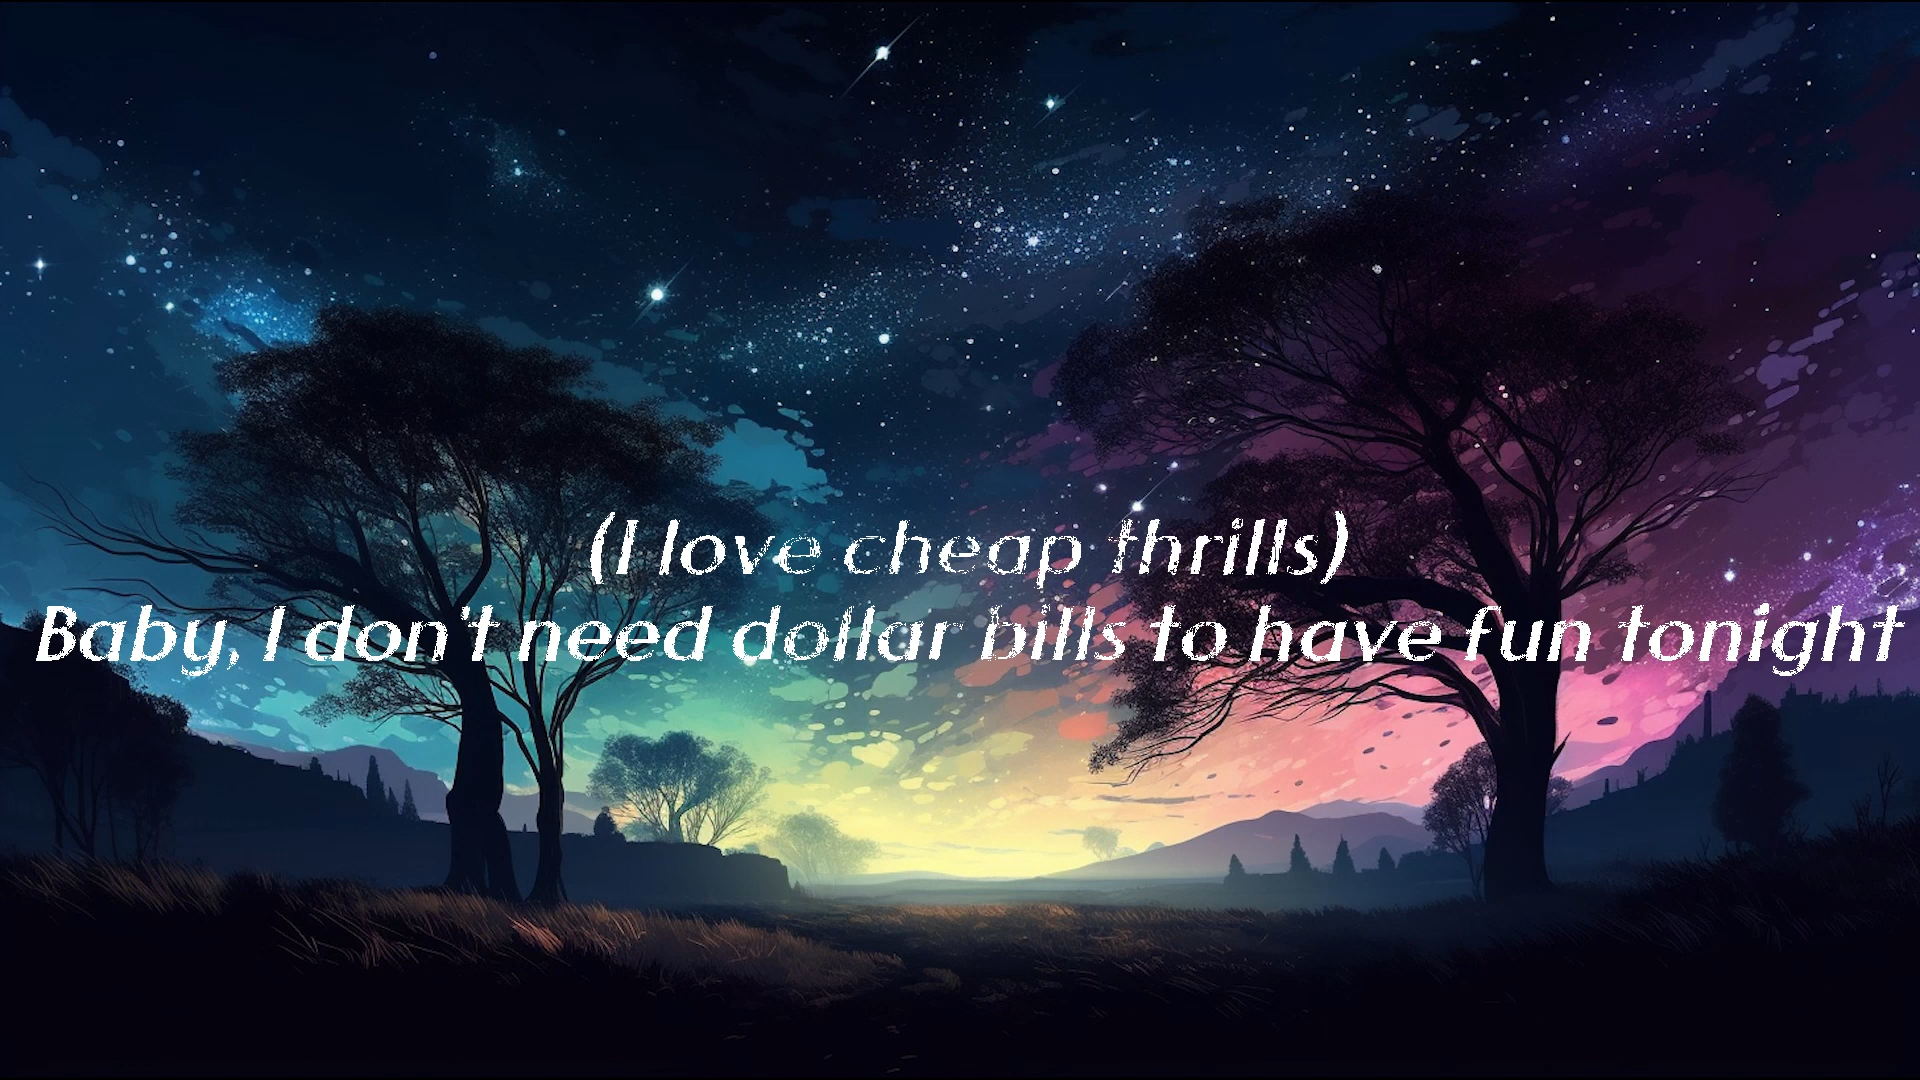 (I love cheap thrills)
Baby, I don't need dollar bills to have fun tonight